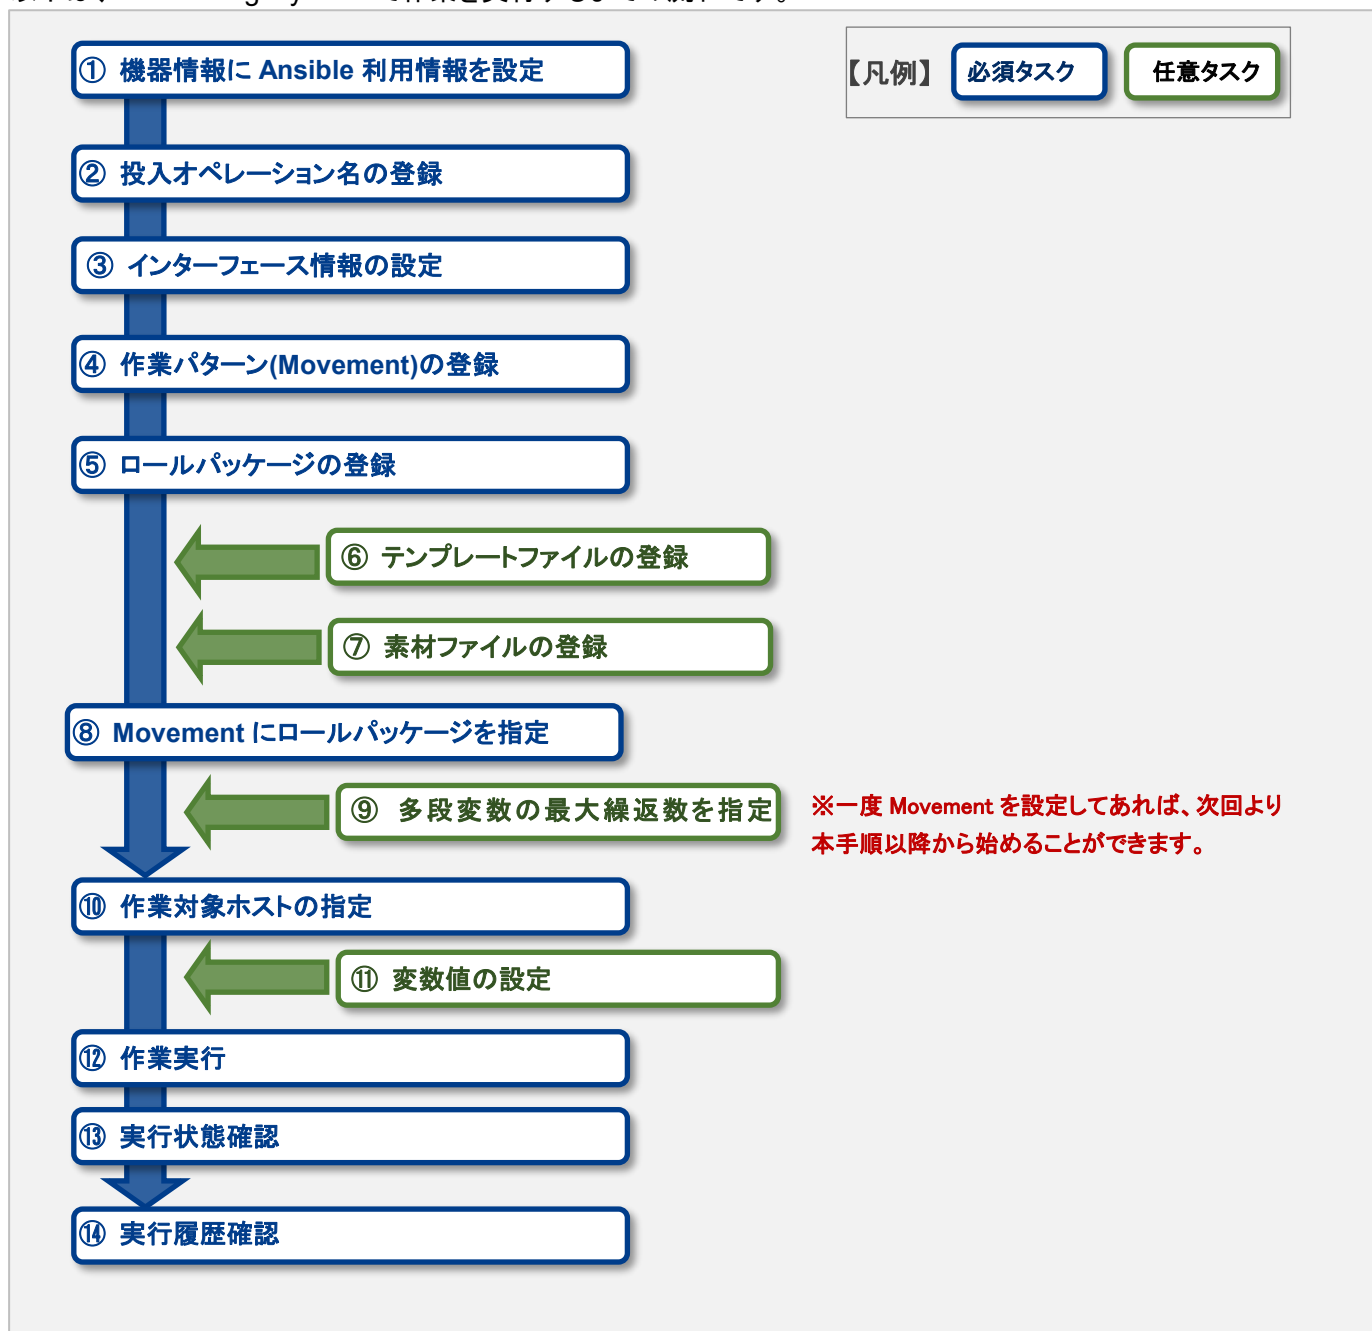 ① 機器情報に Ansible 利用情報を設定
【凡例】 必須タスク 任意タスク
② 投入オペレーション名の登録
③ インターフェース情報の設定
④ 作業パターン(Movement)の登録
⑤ ロールパッケージの登録
⑥ テンプレートファイルの登録
⑦ 素材ファイルの登録
⑧ Movement にロールパッケージを指定
⑨ 多段変数の最大繰返数を指定
※一度 Movement を設定してあれば、次回より
本手順以降から始めることができます。
⑩ 作業対象ホストの指定
⑪ 変数値の設定
⑫ 作業実行
⑬ 実行状態確認
⑭ 実行履歴確認